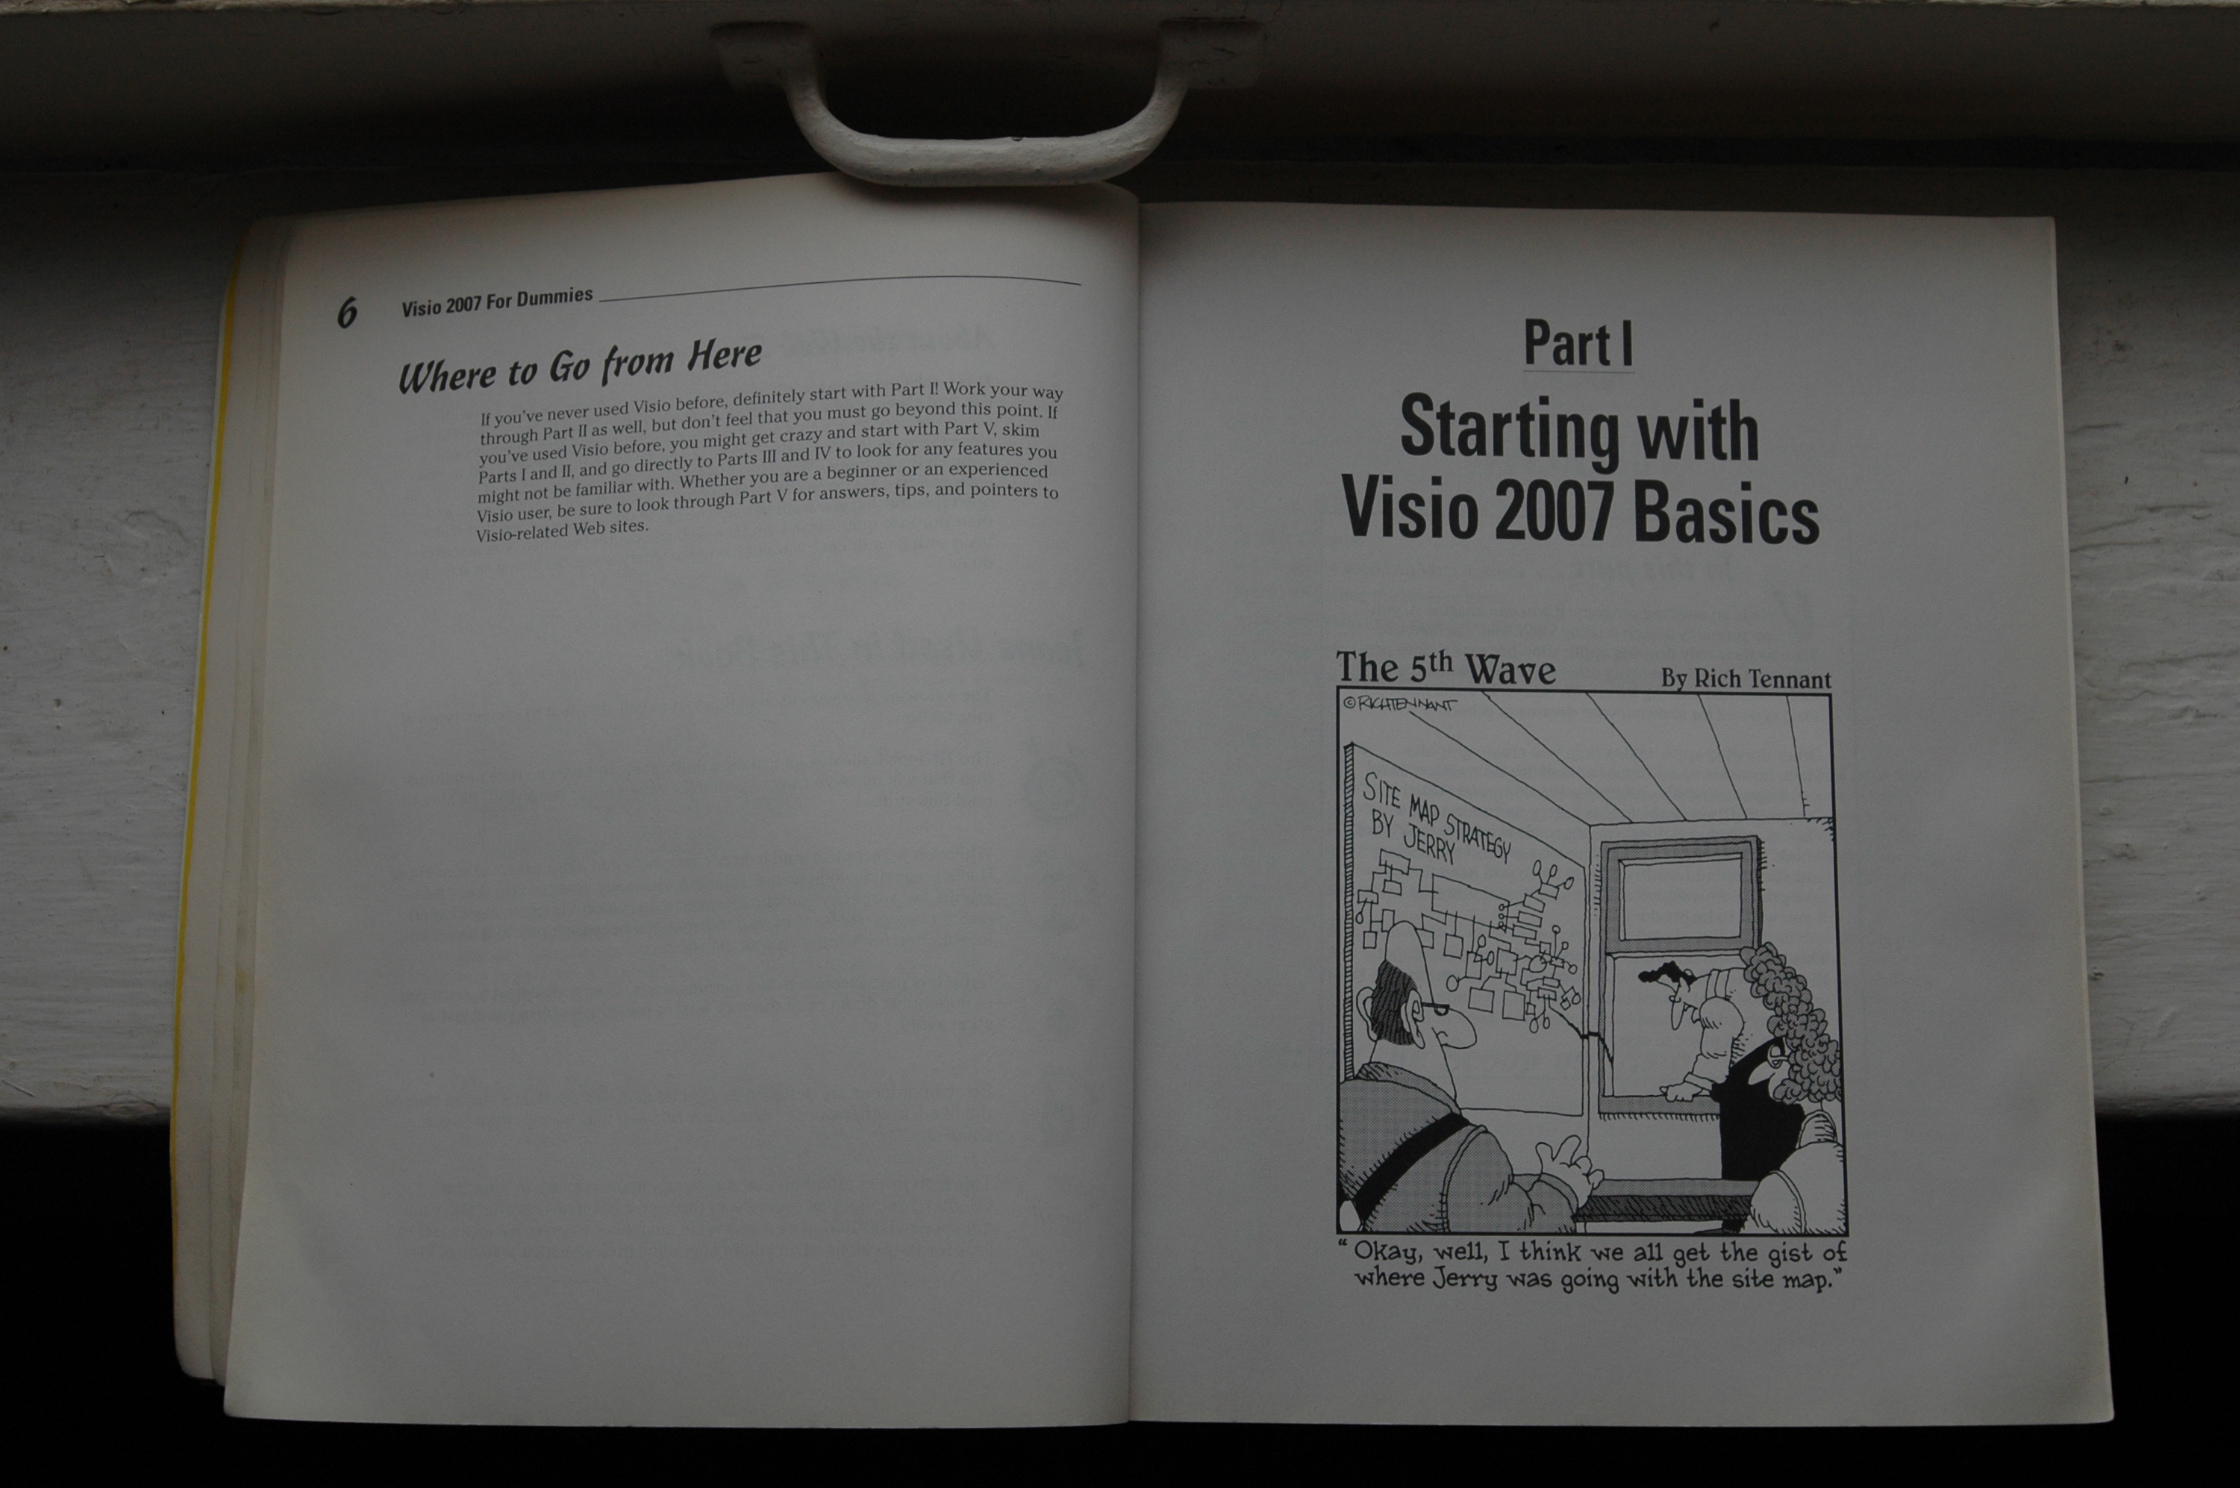 6 Visio 2007 For Dummies
Where to Go from Here
If you've never used Visio before, definitely start with Part I! Work your way
through Part II as well, but don't feel that you must go beyond this point. If
you've used Visio before, you might get crazy and start with Part V, skim
Parts I and II, and go directly to Parts III and IV to look for any features you
might not be familiar with. Whether you are a beginner or an experienced
Visio user, be sure to look through Part V for answers, tips, and pointers to
Visio-related Web sites.
Part I
Starting with
Visio 2007 Basics
The 5th Wave By Rich Tennant
©RICHTENNANT
SITE MAP STRATEGY
BY JERRY
"Okay, well, I think we all get the gist of
where Jerry was going with the site map."